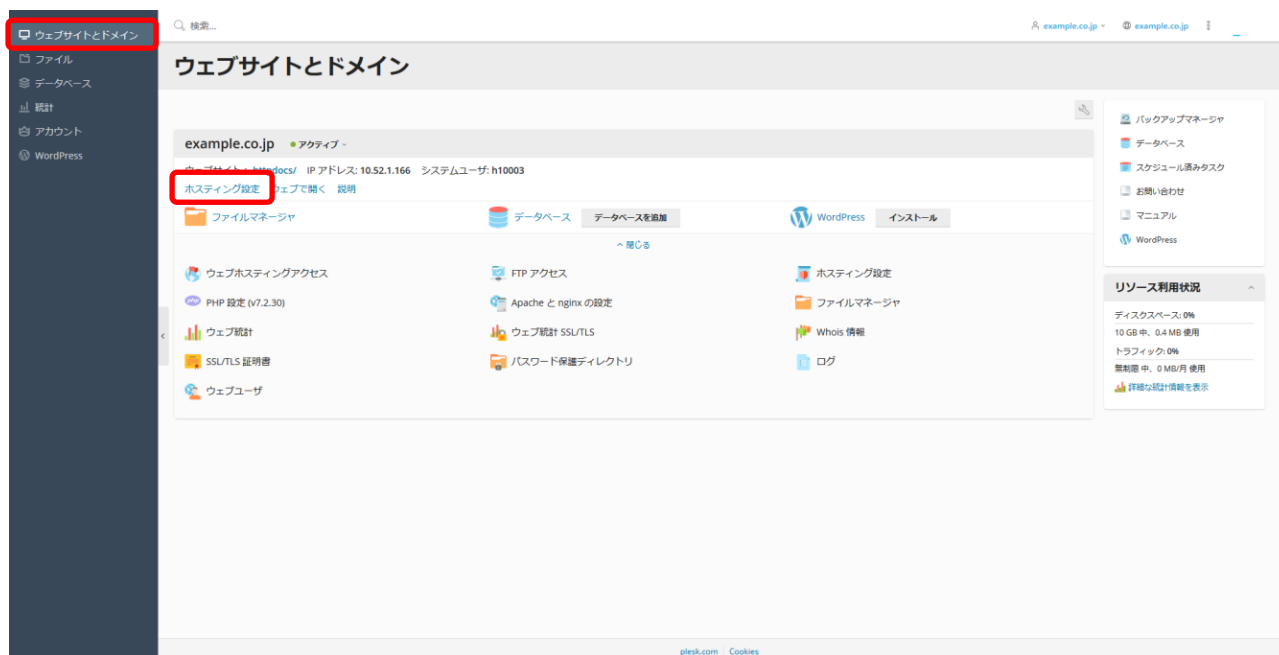 ウェブサイトとドメイン
ファイル
データベース
統計
アカウント
WordPress
検索...
example.co.jp
example.co.jp
ウェブサイトとドメイン
example.co.jp アクティブ
httpdocs/ IP アドレス: 10.52.1.166 システムユーザ: h10003
ホスティング設定 ウェブで開く 説明
ファイルマネージャ
データベース データベースを追加
WordPress インストール
閉じる
ウェブホスティングアクセス FTP アクセス ホスティング設定
PHP 設定 (v7.2.30) Apache と nginx の設定 ファイルマネージャ
ウェブ統計 ウェブ統計 SSL/TLS Whois 情報
SSL/TLS 証明書 パスワード保護ディレクトリ ログ
ウェブユーザ
バックアップマネージャ
データベース
スケジュール済みタスク
お問い合わせ
マニュアル
WordPress
リソース利用状況
ディスクスペース: 0%
10 GB 中、0.4 MB 使用
トラフィック: 0%
無制限 中、0 MB/月 使用
詳細な統計情報を表示
plesk.com Cookies